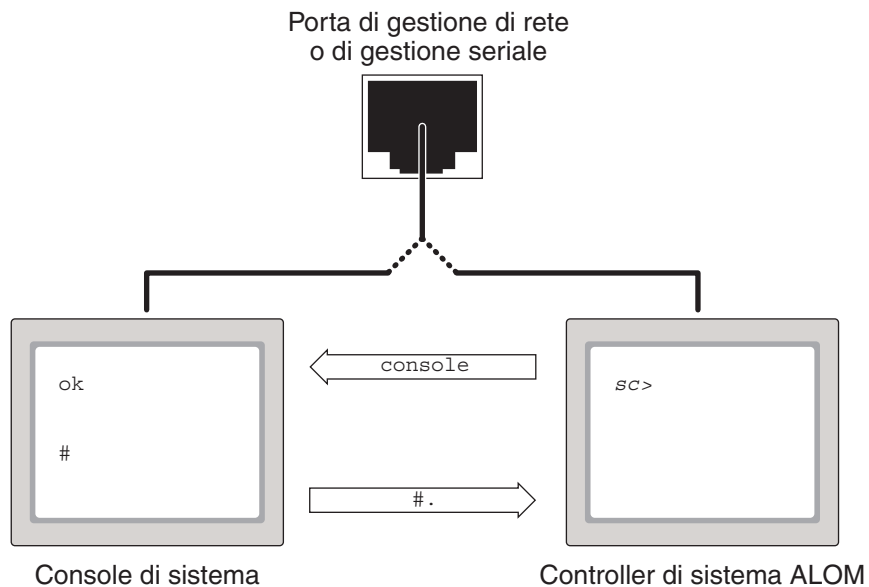 Porta di gestione di rete
o di gestione seriale
console
ok
sc>
#
#.
Console di sistema
Controller di sistema ALOM